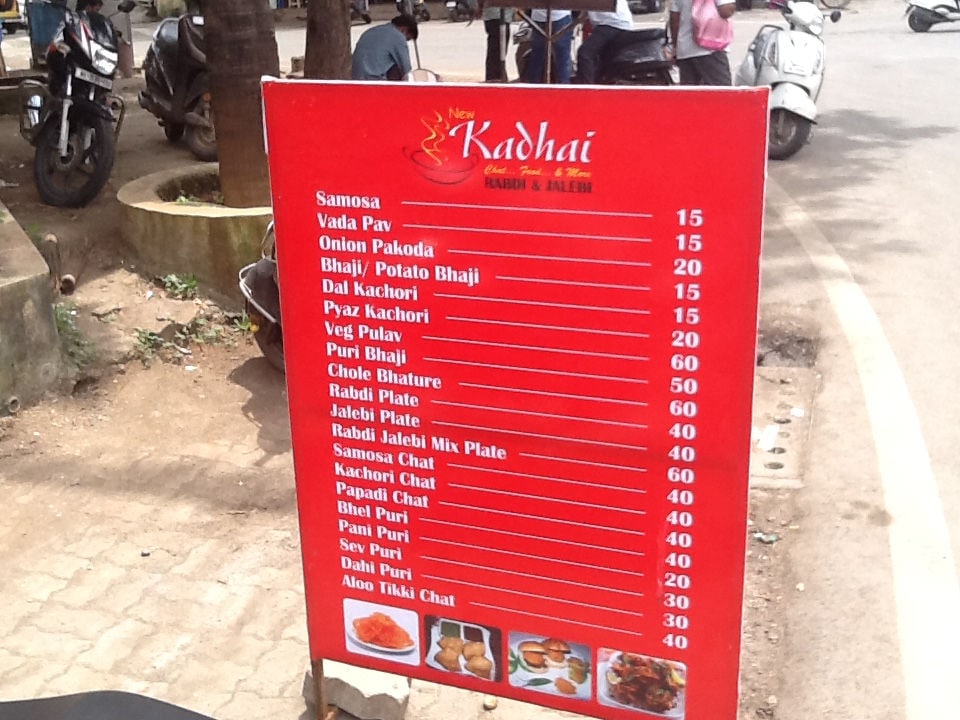 New
Kadhai
Chat... Food... & More
RABDI & JALEBI
Samosa 15
Vada Pav 15
Onion Pakoda 20
Bhaji/ Potato Bhaji 15
Dal Kachori 15
Pyaz Kachori 20
Veg Pulav 60
Puri Bhaji 50
Chole Bhature 60
Rabdi Plate 40
Jalebi Plate 40
Rabdi Jalebi Mix Plate 60
Samosa Chat 40
Kachori Chat 40
Papadi Chat 40
Bhel Puri 40
Pani Puri 20
Sev Puri 30
Dahi Puri 30
Aloo Tikki Chat 40